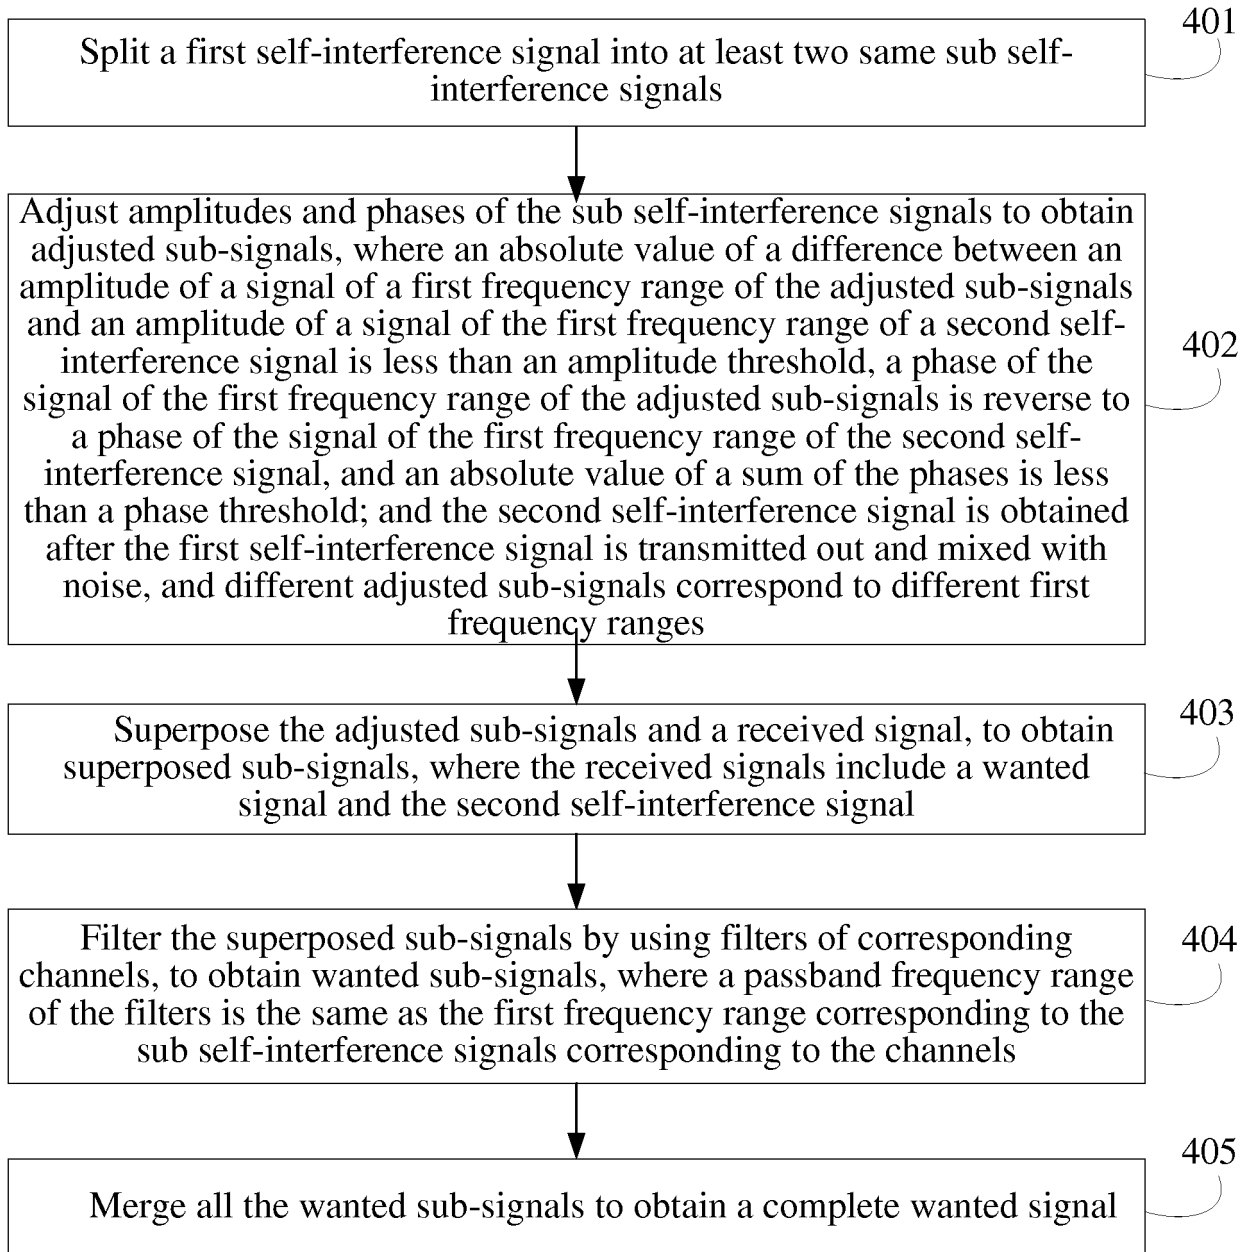 401
Split a first self-interference signal into at least two same sub self-
interference signals
Adjust amplitudes and phases of the sub self-interference signals to obtain
adjusted sub-signals, where an absolute value of a difference between an
amplitude of a signal of a first frequency range of the adjusted sub-signals
and an amplitude of a signal of the first frequency range of a second self-
interference signal is less than an amplitude threshold, a phase of the
402
signal of the first frequency range of the adjusted sub-signals is reverse to
a phase of the signal of the first frequency range of the second self-
interference signal, and an absolute value of a sum of the phases is less
than a phase threshold; and the second self-interference signal is obtained
after the first self-interference signal is transmitted out and mixed with
noise, and different adjusted sub-signals correspond to different first
frequency ranges
403
Superpose the adjusted sub-signals and a received signal, to obtain
superposed sub-signals, where the received signals include a wanted
signal and the second self-interference signal
404
Filter the superposed sub-signals by using filters of corresponding
channels, to obtain wanted sub-signals, where a passband frequency range
of the filters is the same as the first frequency range corresponding to the
sub self-interference signals corresponding to the channels
405
Merge all the wanted sub-signals to obtain a complete wanted signal